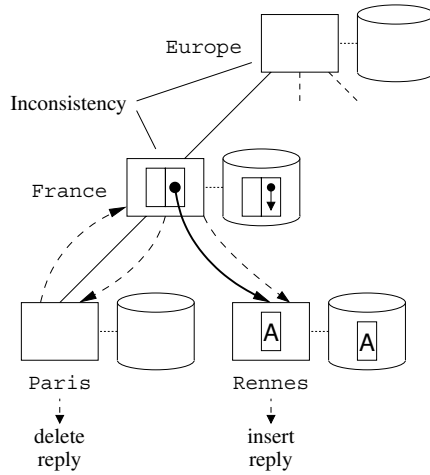 Europe
Inconsistency
France
A
A
Paris
Rennes
delete
reply
insert
reply